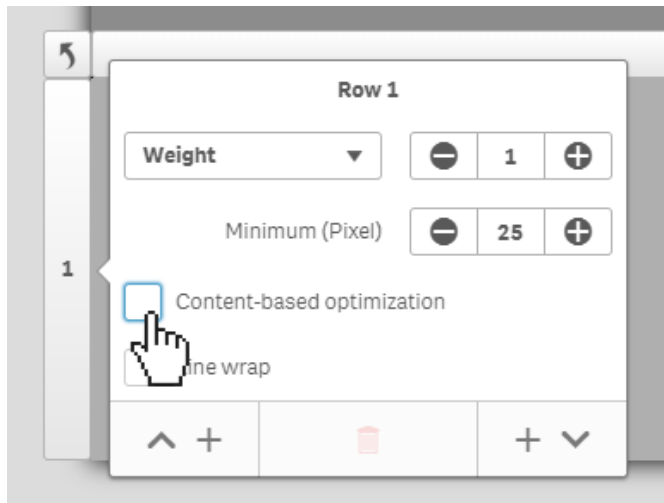 Row 1
Weight 1
Minimum (Pixel) 25
1
Content-based optimization
ine wrap